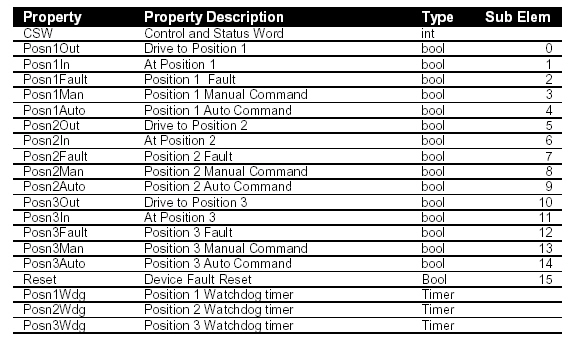 Property Property Description Type Sub Elem
CSW Control and Status Word int
Posn1Out Drive to Position 1 bool 0
Posn1In At Position 1 bool 1
Posn1Fault Position 1 Fault bool 2
Posn1Man Position 1 Manual Command bool 3
Posn1Auto Position 1 Auto Command bool 4
Posn2Out Drive to Position 2 bool 5
Posn2In At Position 2 bool 6
Posn2Fault Position 2 Fault bool 7
Posn2Man Position 2 Manual Command bool 8
Posn2Auto Position 2 Auto Command bool 9
Posn3Out Drive to Position 3 bool 10
Posn3In At Position 3 bool 11
Posn3Fault Position 3 Fault bool 12
Posn3Man Position 3 Manual Command bool 13
Posn3Auto Position 3 Auto Command bool 14
Reset Device Fault Reset Bool 15
Posn1Wdg Position 1 Watchdog timer Timer
Posn2Wdg Position 2 Watchdog timer Timer
Posn3Wdg Position 3 Watchdog timer Timer